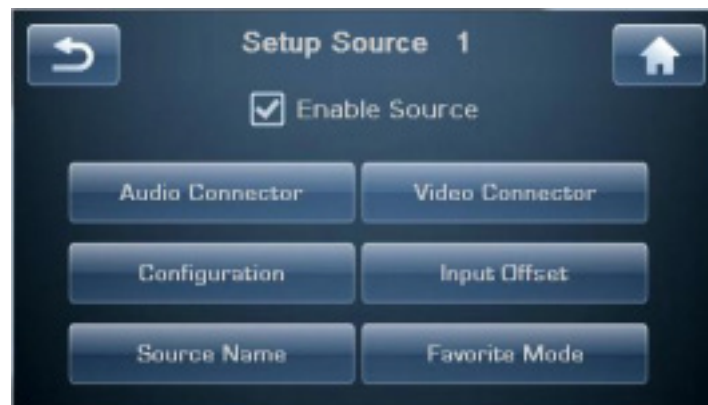 Setup Source 1
Enable Source
Audio Connector Video Connector
Configuration Input Offset
Source Name Favorite Mode